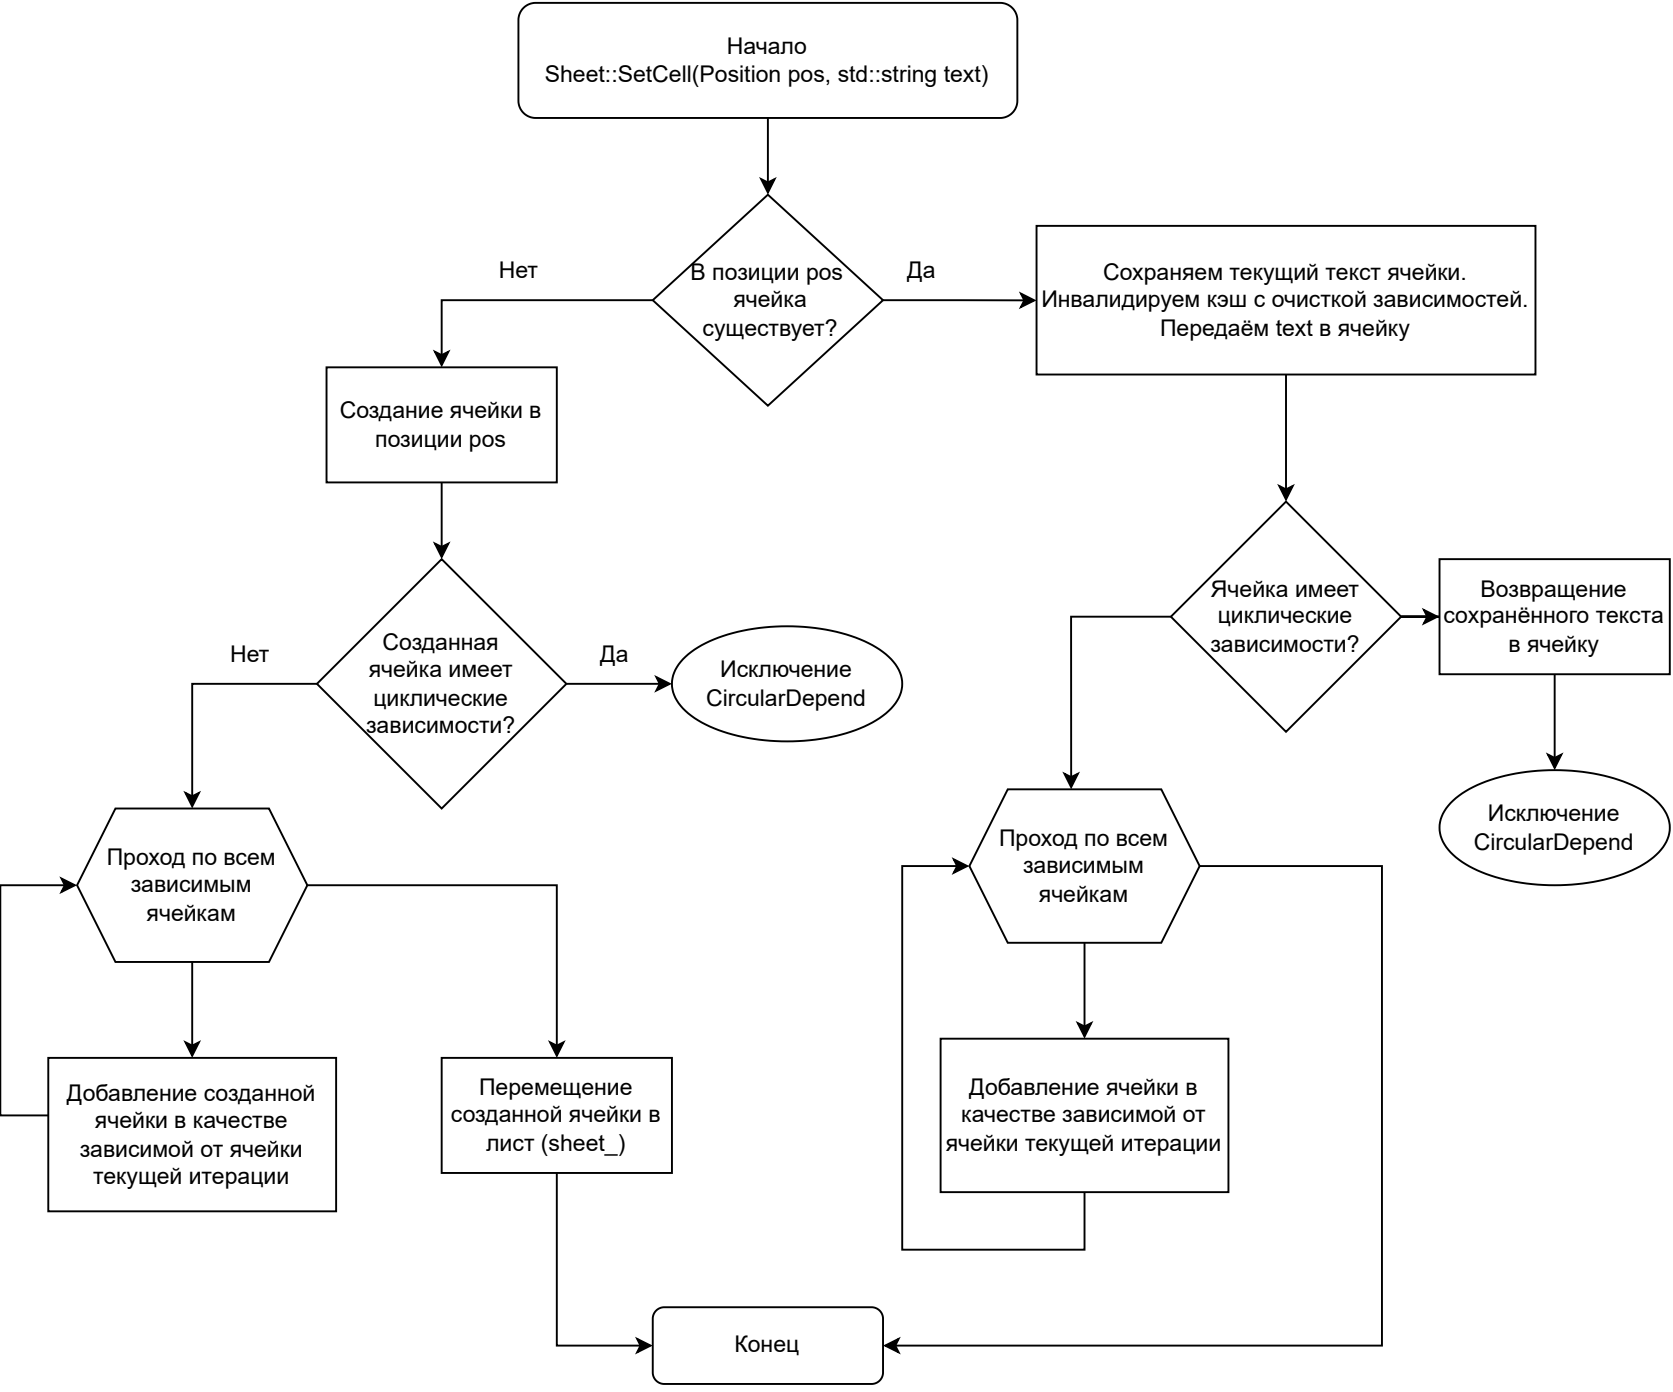 Начало
Sheet::SetCell(Position pos, std::string text)
Нет
В позиции pos
ячейка
существует?
Да
Сохраняем текущий текст ячейки.
Инвалидируем кэш с очисткой зависимостей.
Передаём text в ячейку
Создание ячейки в
позиции pos
Нет
Созданная
ячейка имеет
циклические
зависимости?
Да
Исключение
CircularDepend
Ячейка имеет
циклические
зависимости?
Возвращение
сохранённого текста
в ячейку
Исключение
CircularDepend
Проход по всем
зависимым
ячейкам
Проход по всем
зависимым
ячейкам
Добавление созданной
ячейки в качестве
зависимой от ячейки
текущей итерации
Перемещение
созданной ячейки в
лист (sheet_)
Добавление ячейки в
качестве зависимой от
ячейки текущей итерации
Конец